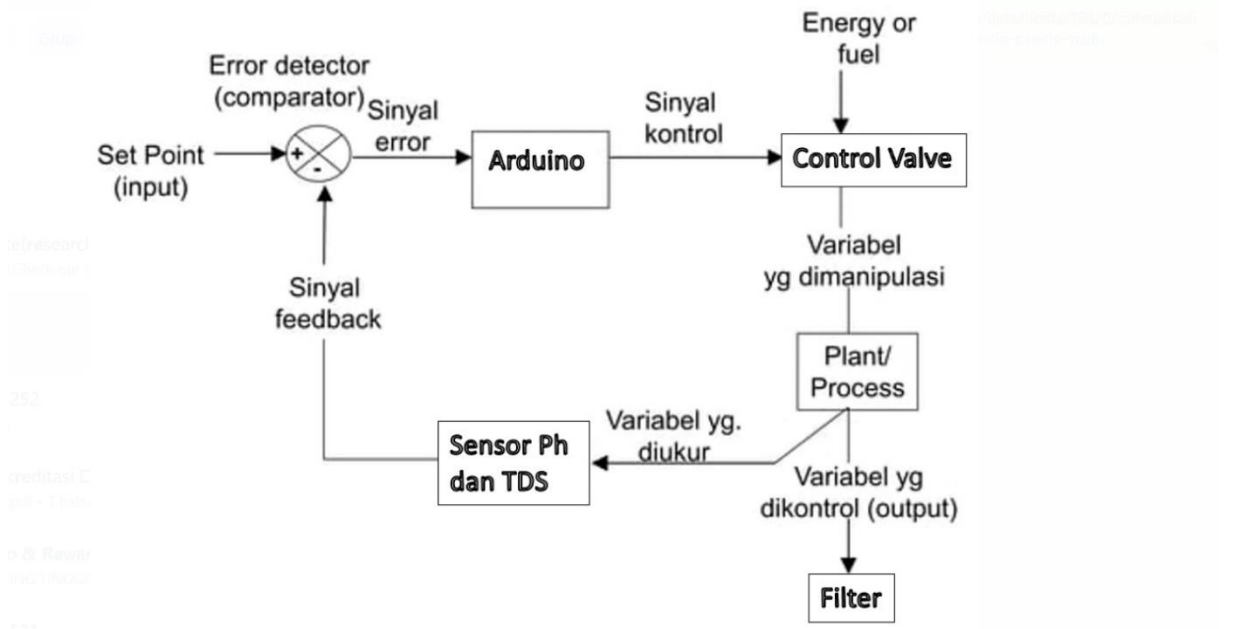 Energy or
fuel
Error detector
(comparator)
Sinyal
error
Sinyal
kontrol
Set Point
(input)
+
-
Arduino
Control Valve
Variabel
yg dimanipulasi
Sinyal
feedback
Plant/
Process
Variabel yg.
diukur
Sensor Ph
dan TDS
Variabel yg
dikontrol (output)
Filter
252